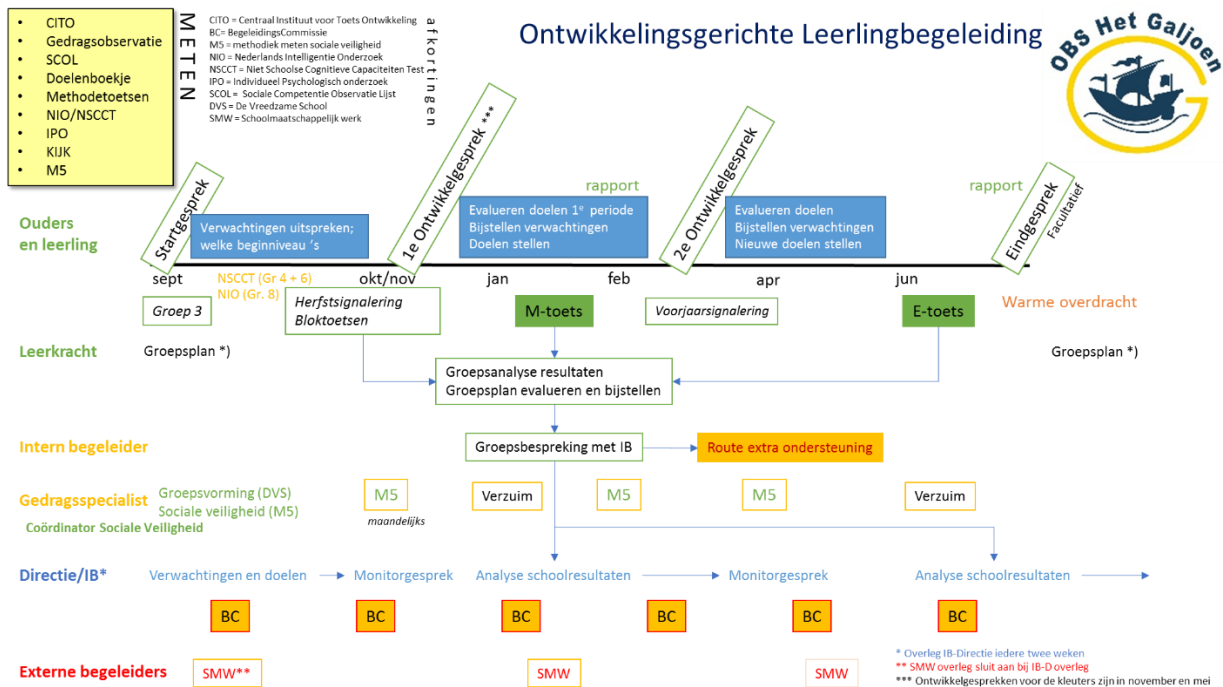 • CITO
• Gedragsobservatie
• SCOL
• Doelenboekje
• Methodetoetsen
• NIO/NSCCT
• IPO
• KIJK
• M5
METEN
CITO = Centraal Instituut voor Toets Ontwikkeling
BC= BegeleidingsCommissie
M5 = methodiek meten sociale veiligheid
NIO = Nederlands Intelligentie Onderzoek
NSCCT = Niet Schoolse Cognitieve Capaciteiten Test
IPO = Individueel Psychologisch onderzoek
SCOL = Sociale Competentie Observatie Lijst
DVS = De Vreedzame School
SMW = Schoolmaatschappelijk werk
afkortingen
Ontwikkelingsgerichte Leerlingbegeleiding
OBS Het Galjoen
Ouders
en leerling
Startgesprek
Verwachtingen uitspreken;
welke beginniveau 's
1e Ontwikkelgesprek ***
rapport
Evalueren doelen 1e periode
Bijstellen verwachtingen
Doelen stellen
2e Ontwikkelgesprek
Evalueren doelen
Bijstellen verwachtingen
Nieuwe doelen stellen
rapport
Eindgesprek
Facultatief
sept
NSCCT (Gr 4 + 6)
NIO (Gr. 8)
okt/nov
jan
feb
apr
jun
Groep 3
Herfstsignalering
Bloktoetsen
M-toets
Voorjaarsignalering
E-toets
Warme overdracht
Leerkracht
Groepsplan *)
Groepsanalyse resultaten
Groepsplan evalueren en bijstellen
Groepsplan *)
Intern begeleider
Groepsbespreking met IB
Route extra ondersteuning
Gedragsspecialist
Groepsvorming (DVS)
Sociale veiligheid (M5)
Coördinator Sociale Veiligheid
M5
maandelijks
Verzuim
M5
M5
Verzuim
Directie/IB*
Verwachtingen en doelen
Monitorgesprek
Analyse schoolresultaten
Monitorgesprek
Analyse schoolresultaten
BC
BC
BC
BC
BC
BC
Externe begeleiders
SMW**
SMW
SMW
* Overleg IB-Directie iedere twee weken
** SMW overleg sluit aan bij IB-D overleg
*** Ontwikkelgesprekken voor de kleuters zijn in november en mei